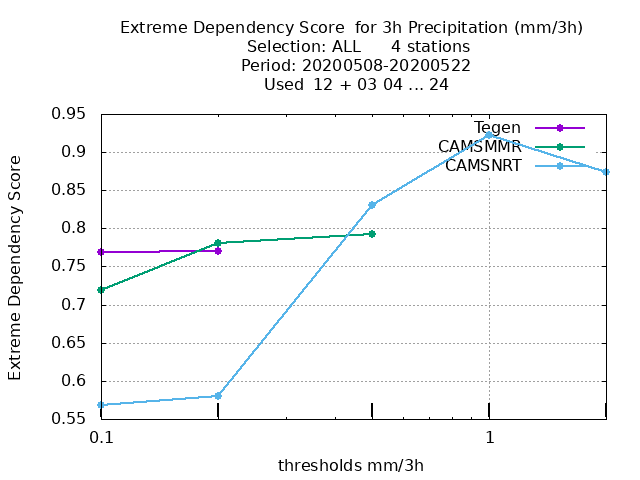 Extreme Dependency Score  for 3h Precipitation (mm/3h)
Selection: ALL      4 stations
Period: 20200508-20200522
Used  12 + 03 04 ... 24
0.95
0.9
0.85
0.8
0.75
0.7
0.65
0.6
0.55
Extreme Dependency Score
Tegen
CAMSMMR
CAMSNRT
0.1
1
thresholds mm/3h